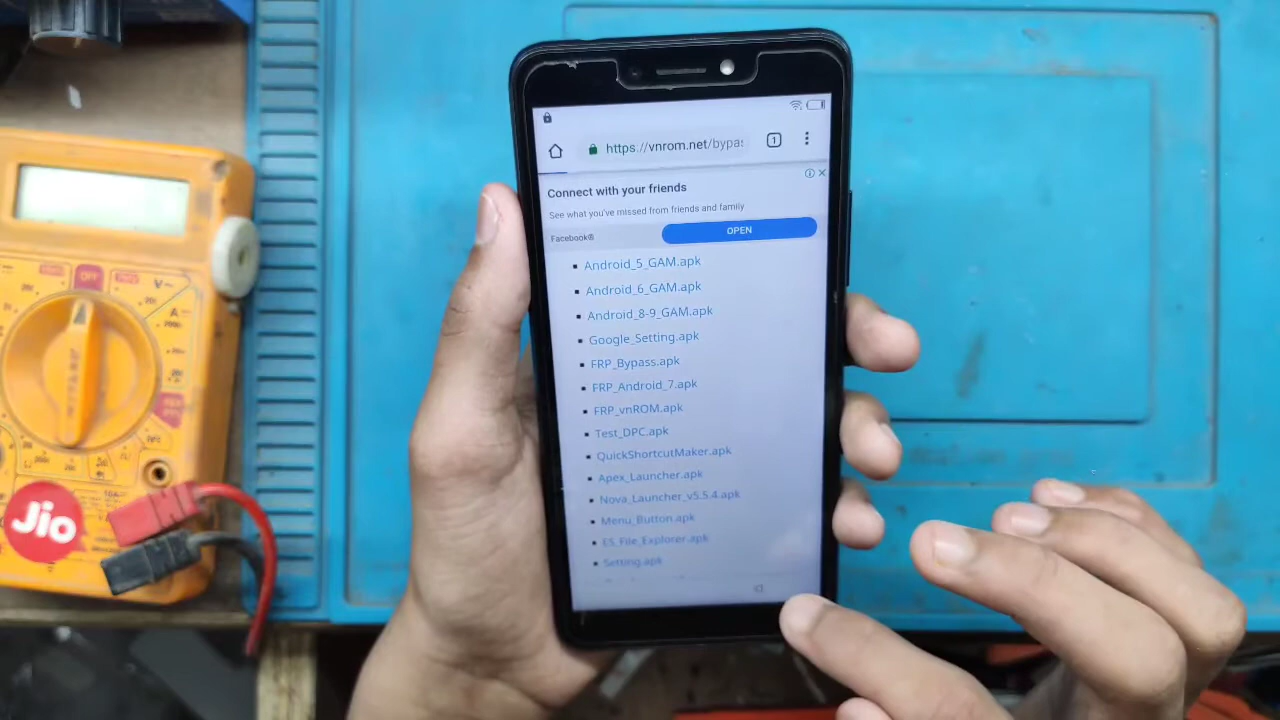 https://vnrom.net/bypas
1
Connect with your friends
See what you've missed from friends and family
Facebook®
OPEN
Android_5_GAM.apk
Android_6_GAM.apk
Android_8-9_GAM.apk
Google_Setting.apk
FRP_Bypass.apk
FRP_Android_7.apk
FRP_vnROM.apk
Test_DPC.apk
QuickShortcutMaker.apk
Apex_Launcher.apk
Nova_Launcher_v5.5.4_.apk
Menu_Button.apk
ES_File_Explorer.apk
Setting.apk
OFF
Jio